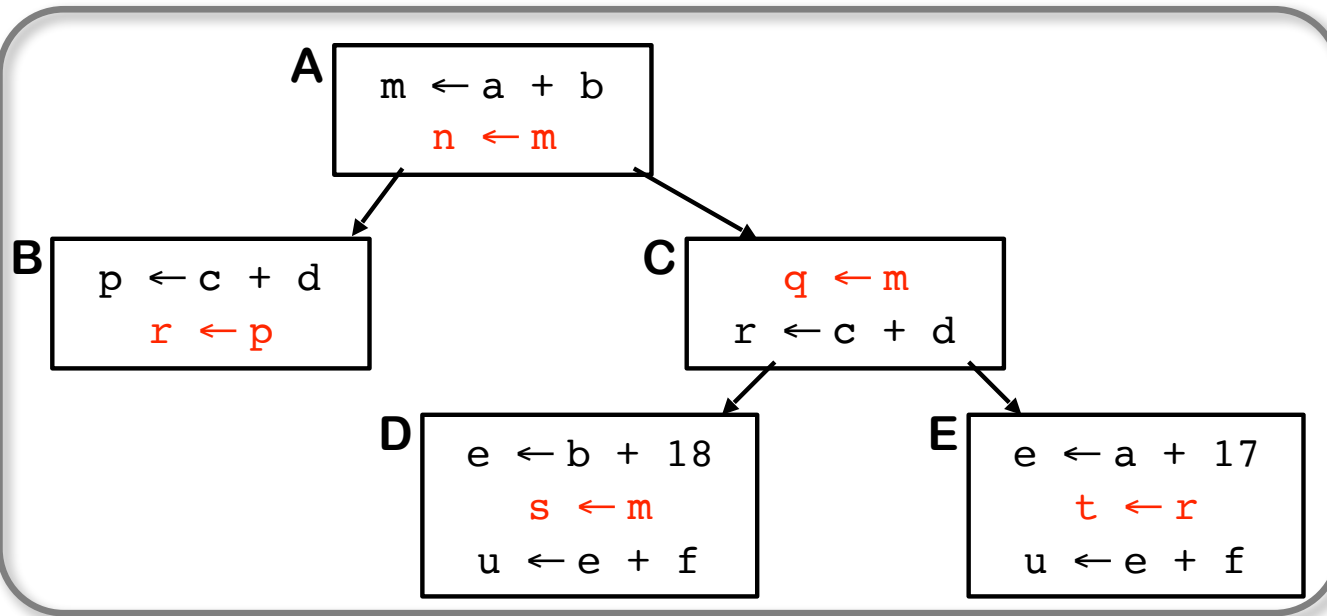 A
m ← a + b
n ← m
B
p ← c + d
r ← p
C
q ← m
r ← c + d
D
e ← b + 18
s ← m
u ← e + f
E
e ← a + 17
t ← r
u ← e + f